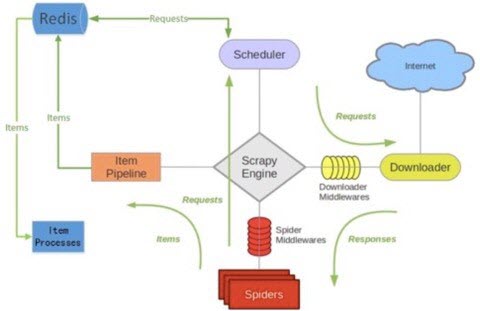 Redis
Requests
Scheduler
Internet
Requests
Items
Items
Item
Pipeline
Scrapy
Engine
Downloader
Downloader
Middlewares
Requests
Item
Processes
Items
Spider
Middlewares
Responses
Spiders